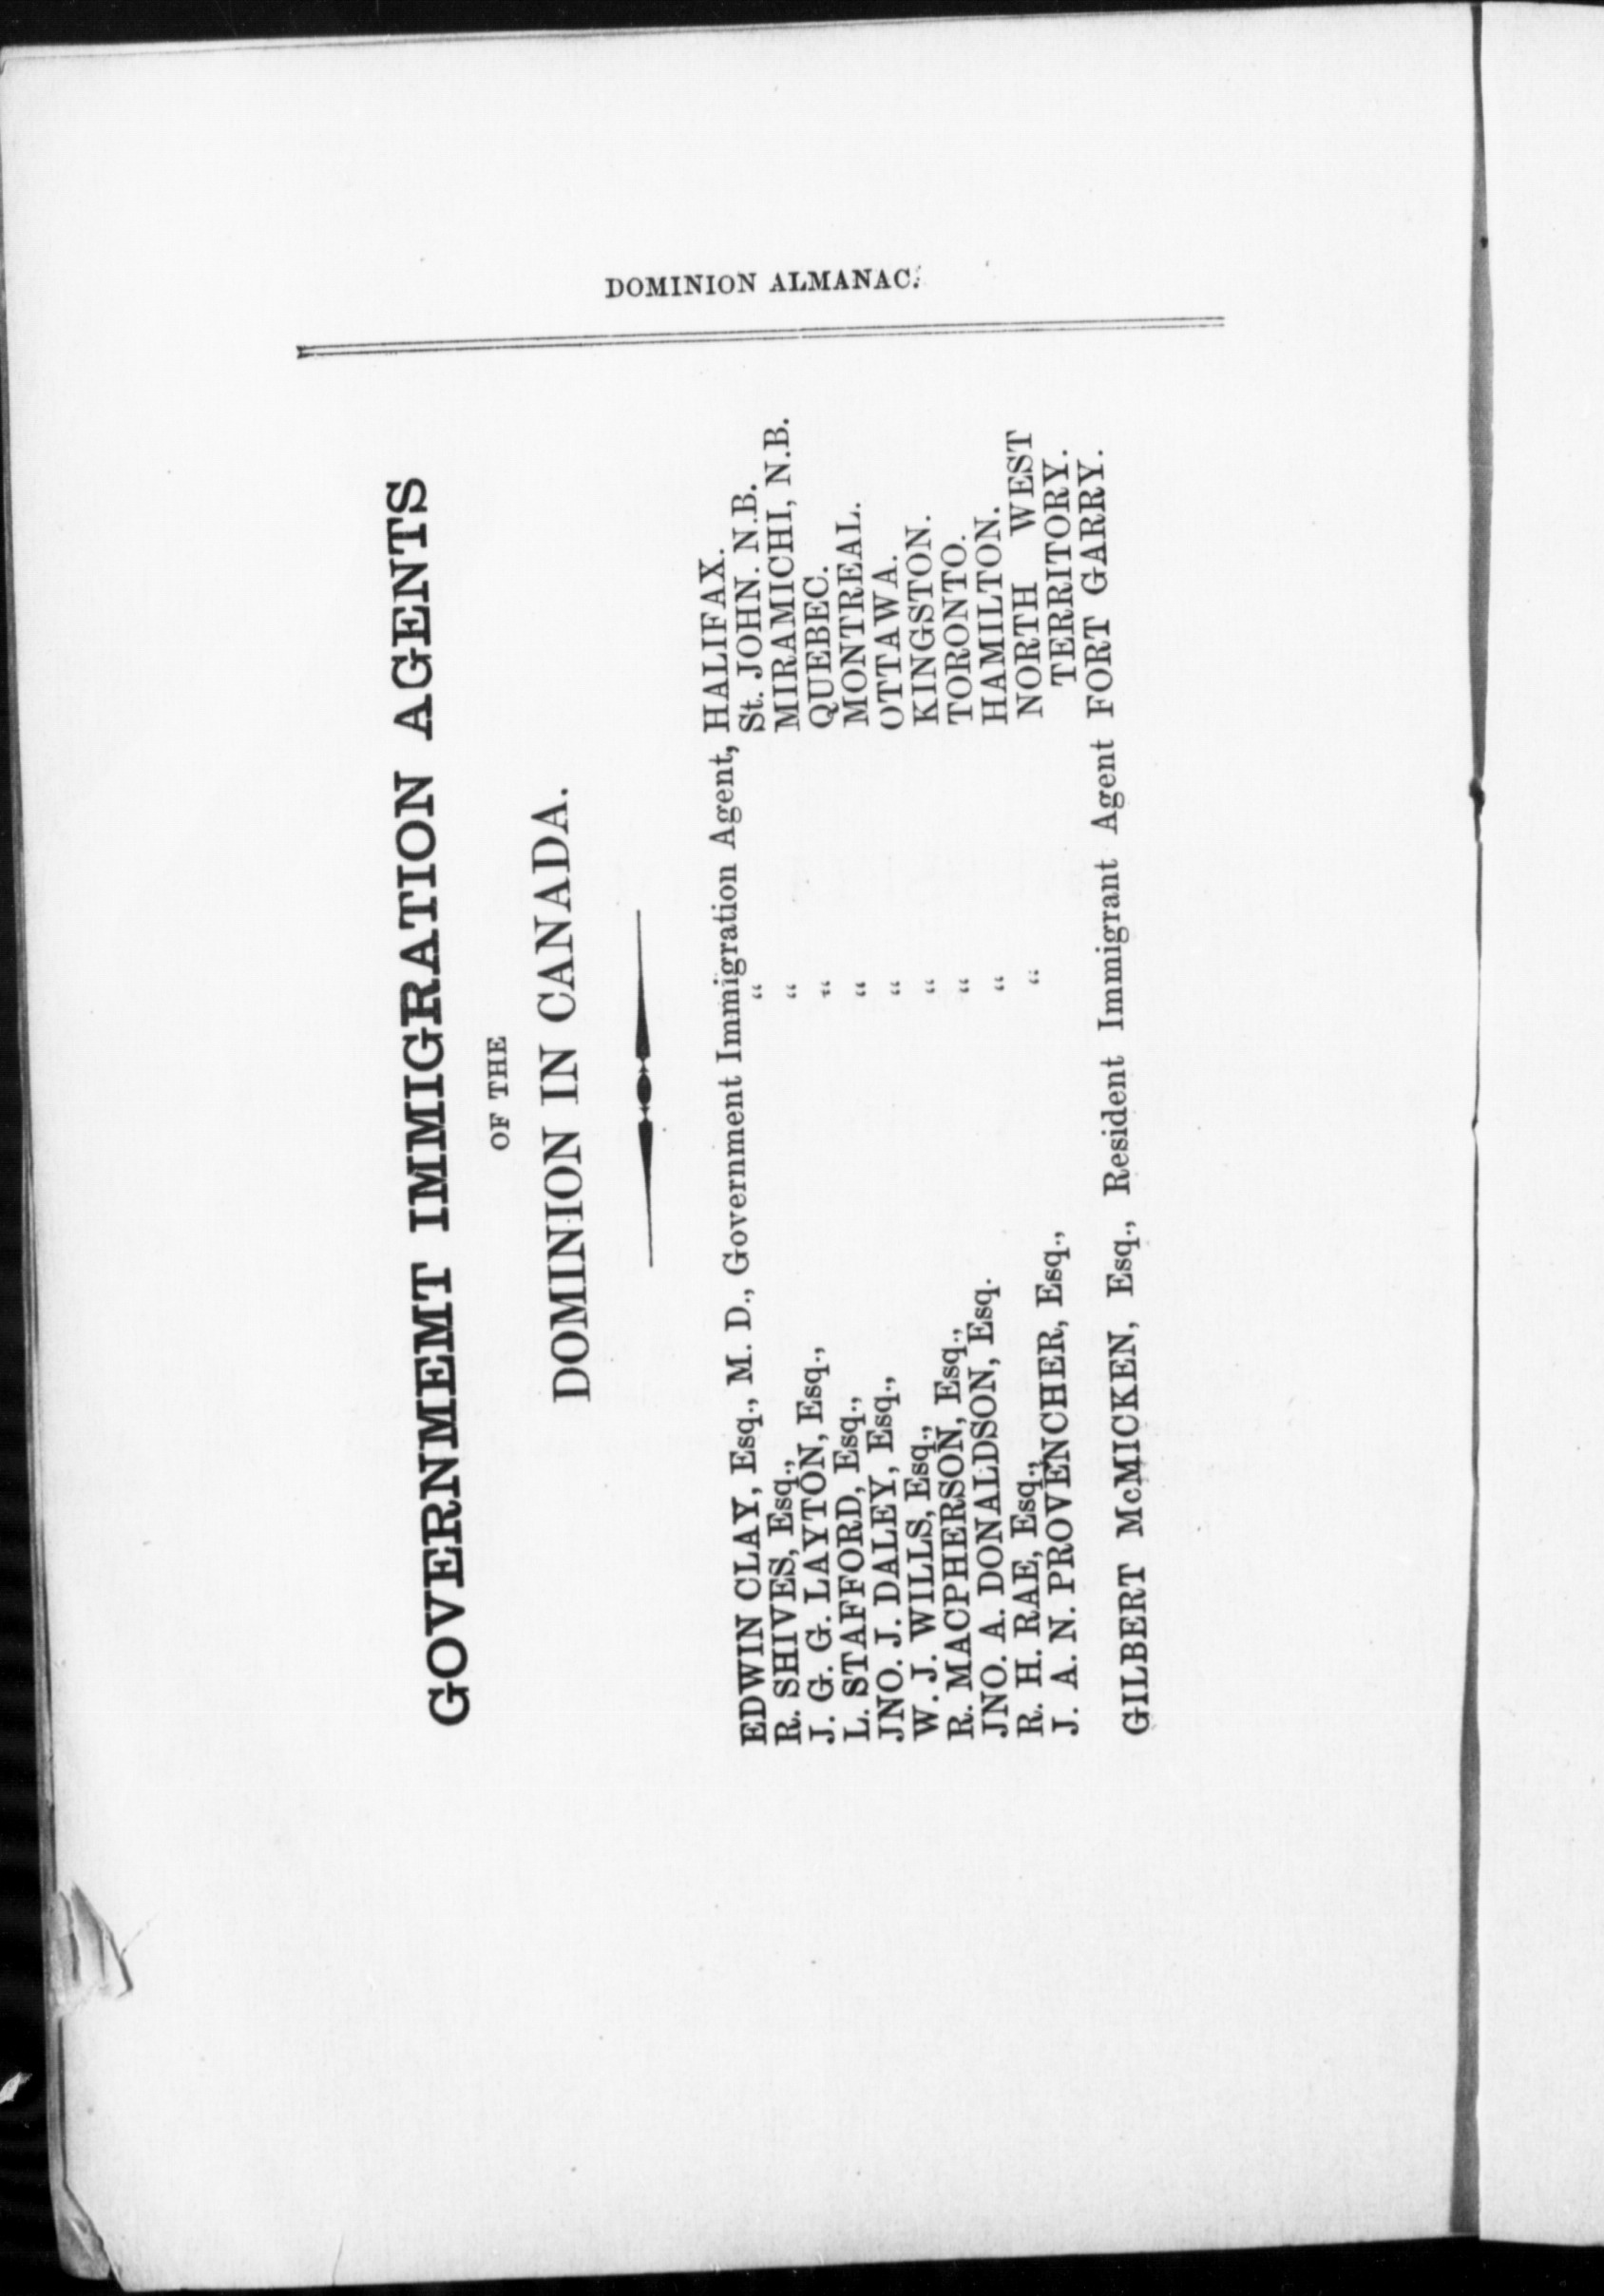 DOMINION ALMANAC.
GOVERNMEMT IMMIGRATION AGENTS
OF THE
DOMINION IN CANADA.
EDWIN CLAY, Esq., M. D., Government Immigration Agent, HALIFAX.
R. SHIVES, Esq., “ St. JOHN. N.B.
J. G. G. LAYTON, Esq., “ MIRAMICHI, N.B.
L. STAFFORD, Esq., “ QUEBEC.
JNO. J. DALEY, Esq., “ MONTREAL.
W. J. WILLS, Esq., “ OTTAWA.
R. MACPHERSON, Esq., “ KINGSTON.
JNO. A. DONALDSON, Esq. “ TORONTO.
R. H. RAE, Esq., “ HAMILTON.
J. A. N. PROVENCHER, Esq., “ NORTH WEST
TERRITORY.
GILBERT McMICKEN, Esq., Resident Immigrant Agent FORT GARRY.